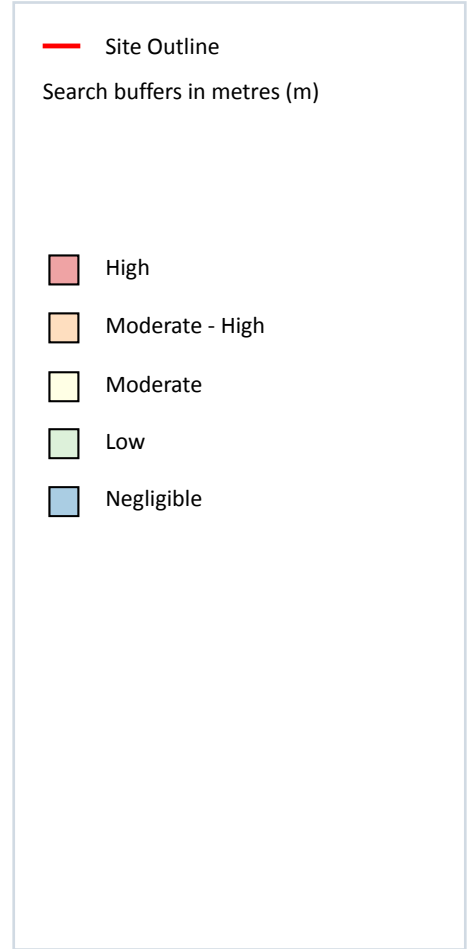 Site Outline
Search buffers in metres (m)
High
Moderate - High
Moderate
Low
Negligible